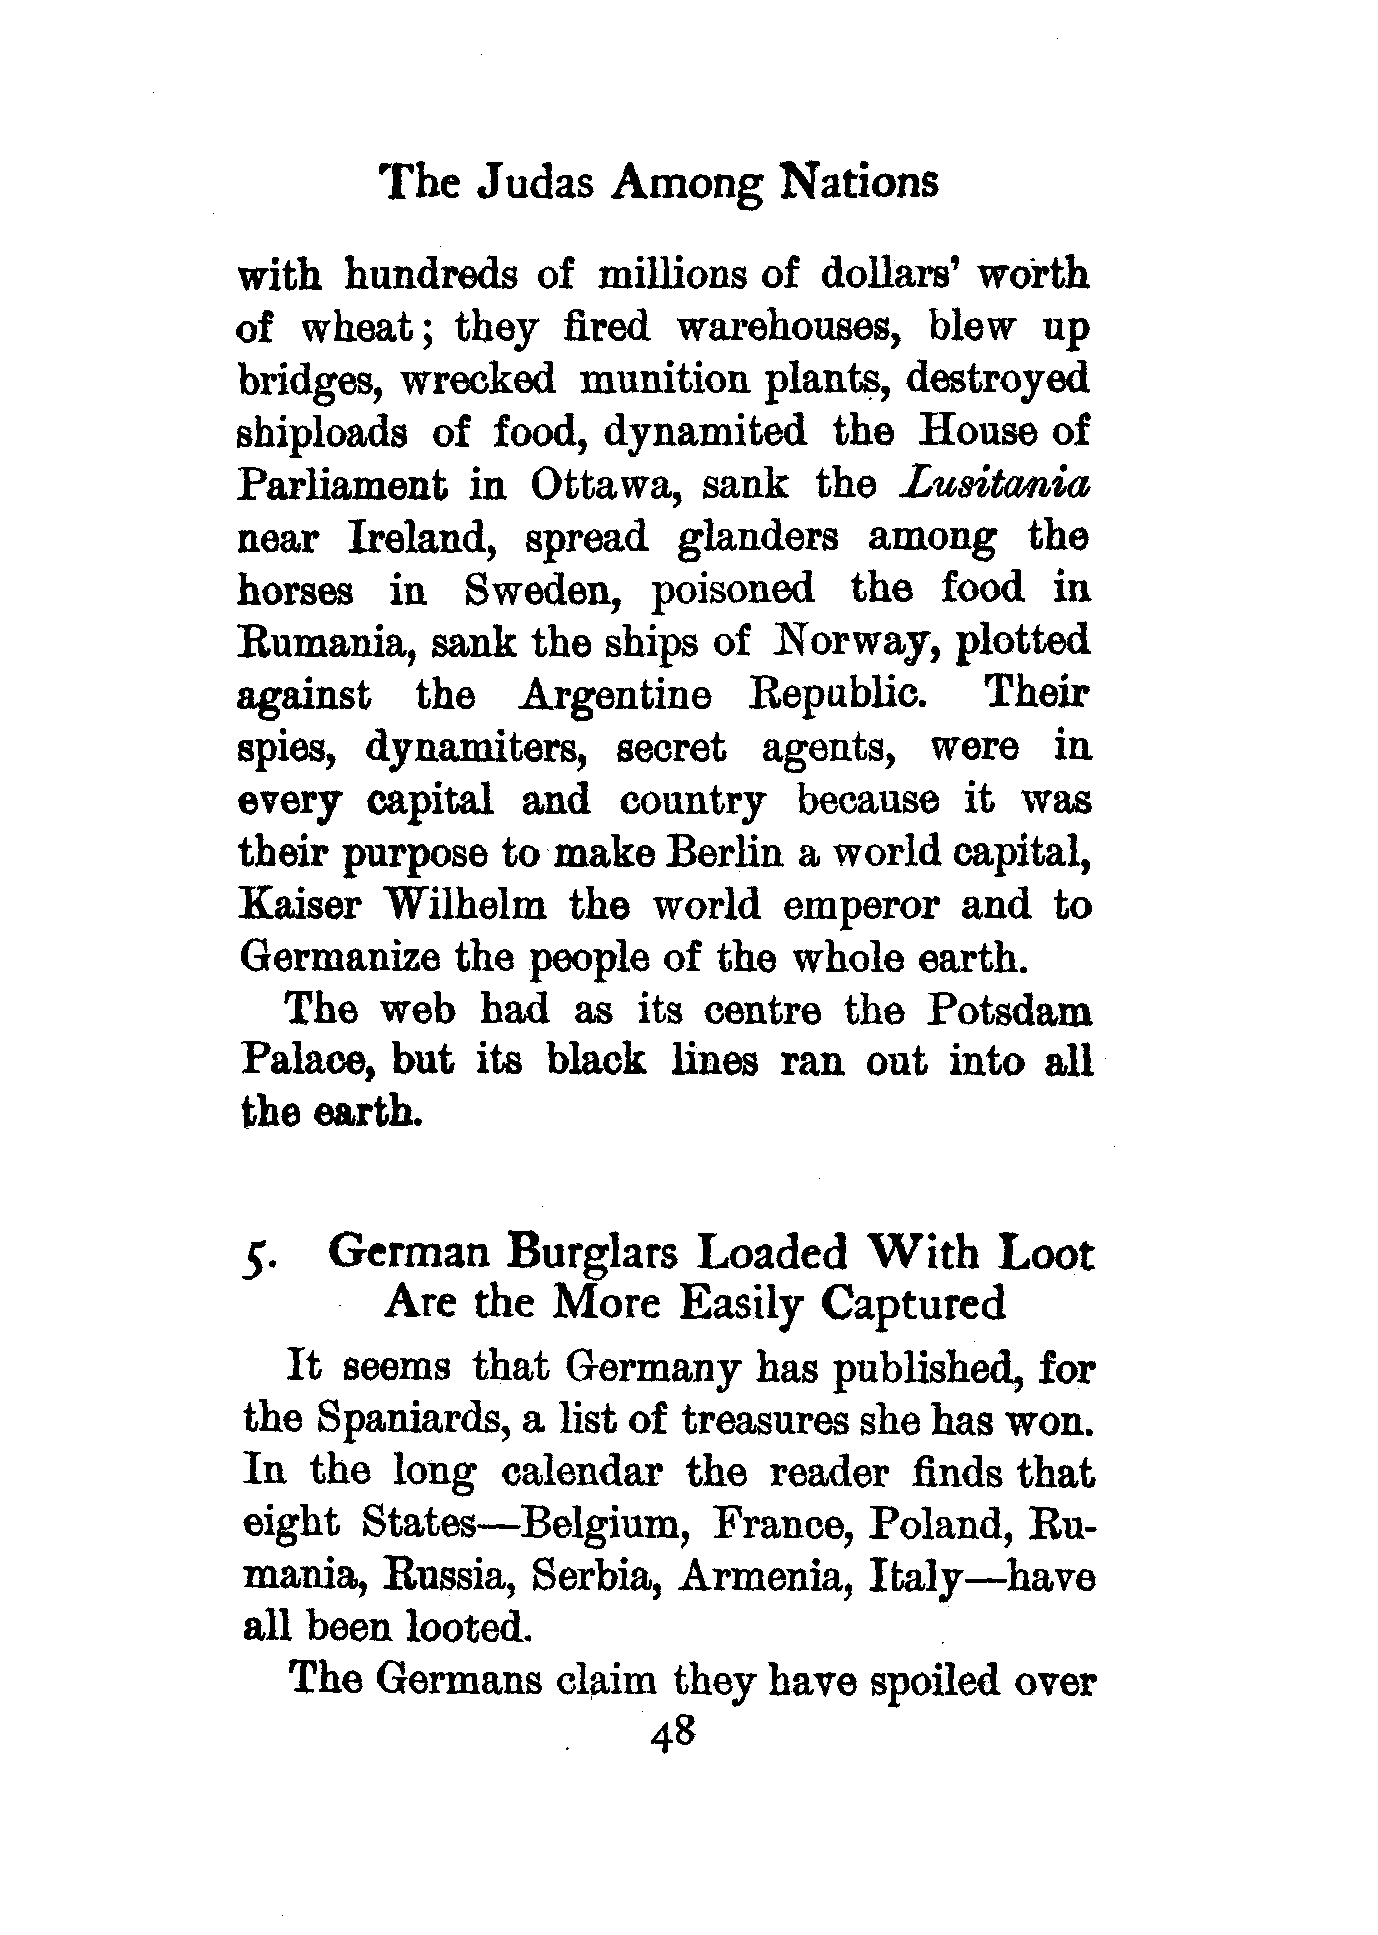 The Judas Among Nations
with hundreds of millions of dollars' worth
of wheat; they fired warehouses, blew up
bridges, wrecked munition plants, destroyed
shiploads of food, dynamited the House of
Parliament in Ottawa, sank the Lusitania
near Ireland, spread glanders among the
horses in Sweden, poisoned the food in
Rumania, sank the ships of Norway, plotted
against the Argentine Republic. Their
spies, dynamiters, secret agents, were in
every capital and country because it was
their purpose to make Berlin a world capital,
Kaiser Wilhelm the world emperor and to
Germanize the people of the whole earth.
The web had as its centre the Potsdam
Palace, but its black lines ran out into all
the earth.
5. German Burglars Loaded With Loot
Are the More Easily Captured
It seems that Germany has published, for
the Spaniards, a list of treasures she has won.
In the long calendar the reader finds that
eight States—Belgium, France, Poland, Ru-
mania, Russia, Serbia, Armenia, Italy—have
all been looted.
The Germans claim they have spoiled over
48